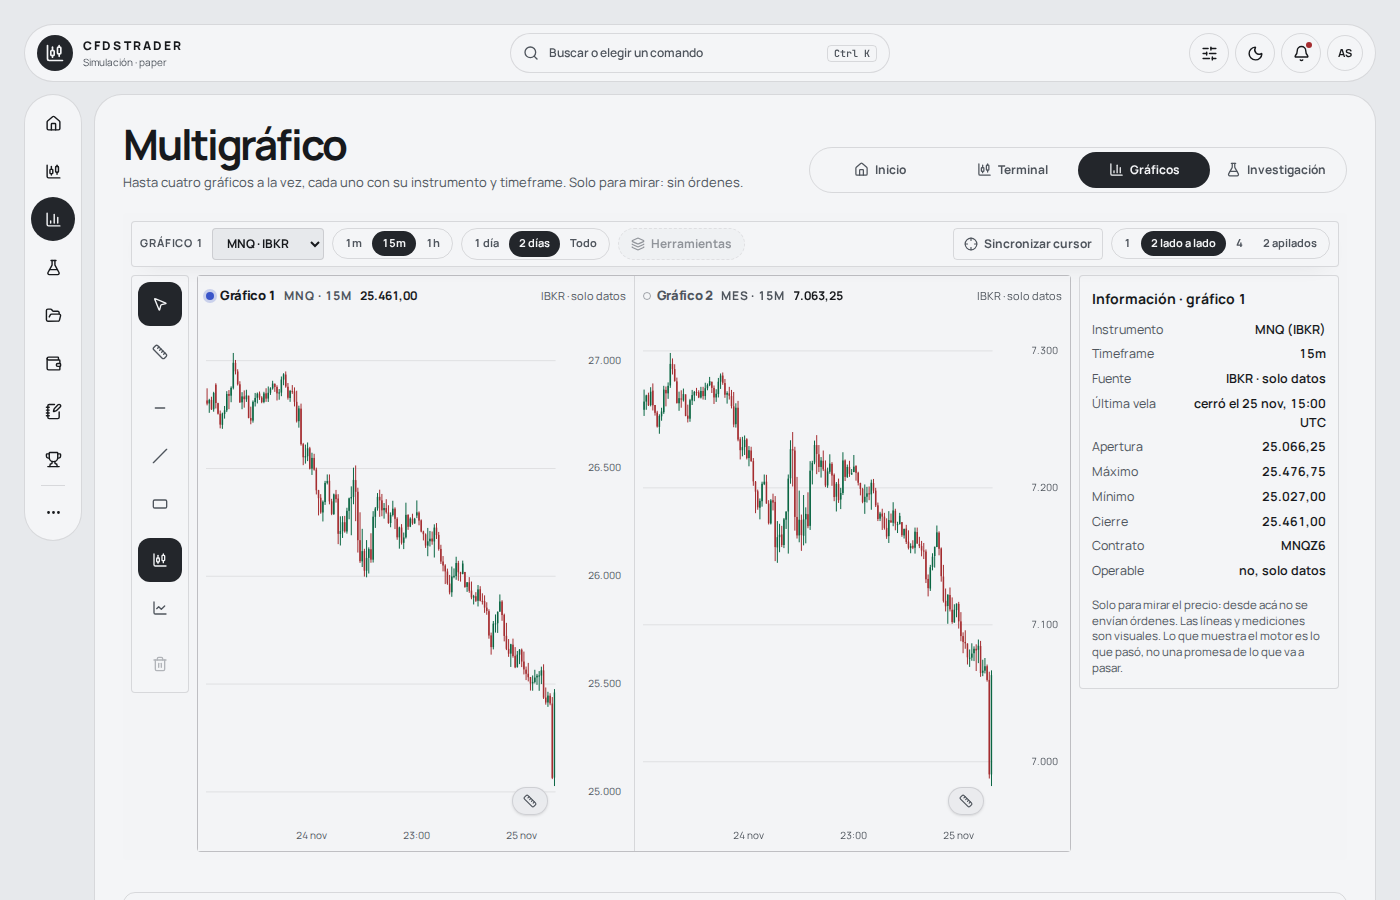 CFDSTRADER
Simulación · paper
Buscar o elegir un comando
Ctrl K
AS
Multigráfico
Hasta cuatro gráficos a la vez, cada uno con su instrumento y timeframe. Solo para mirar: sin órdenes.
Inicio
Terminal
Gráficos
Investigación
GRÁFICO 1
MNQ · IBKR
1m
15m
1h
1 día
2 días
Todo
Herramientas
Sincronizar cursor
1
2 lado a lado
4
2 apilados
Gráfico 1 MNQ · 15M 25.461,00
IBKR · solo datos
27.000
26.500
26.000
25.500
25.000
24 nov
23:00
25 nov
Gráfico 2 MES · 15M 7.063,25
IBKR · solo datos
7.300
7.200
7.100
7.000
24 nov
23:00
25 nov
Información · gráfico 1
Instrumento MNQ (IBKR)
Timeframe 15m
Fuente IBKR · solo datos
Última vela cerró el 25 nov, 15:00
UTC
Apertura 25.066,25
Máximo 25.476,75
Mínimo 25.027,00
Cierre 25.461,00
Contrato MNQZ6
Operable no, solo datos
Solo para mirar el precio: desde acá no se
envían órdenes. Las líneas y mediciones
son visuales. Lo que muestra el motor es lo
que pasó, no una promesa de lo que va a
pasar.